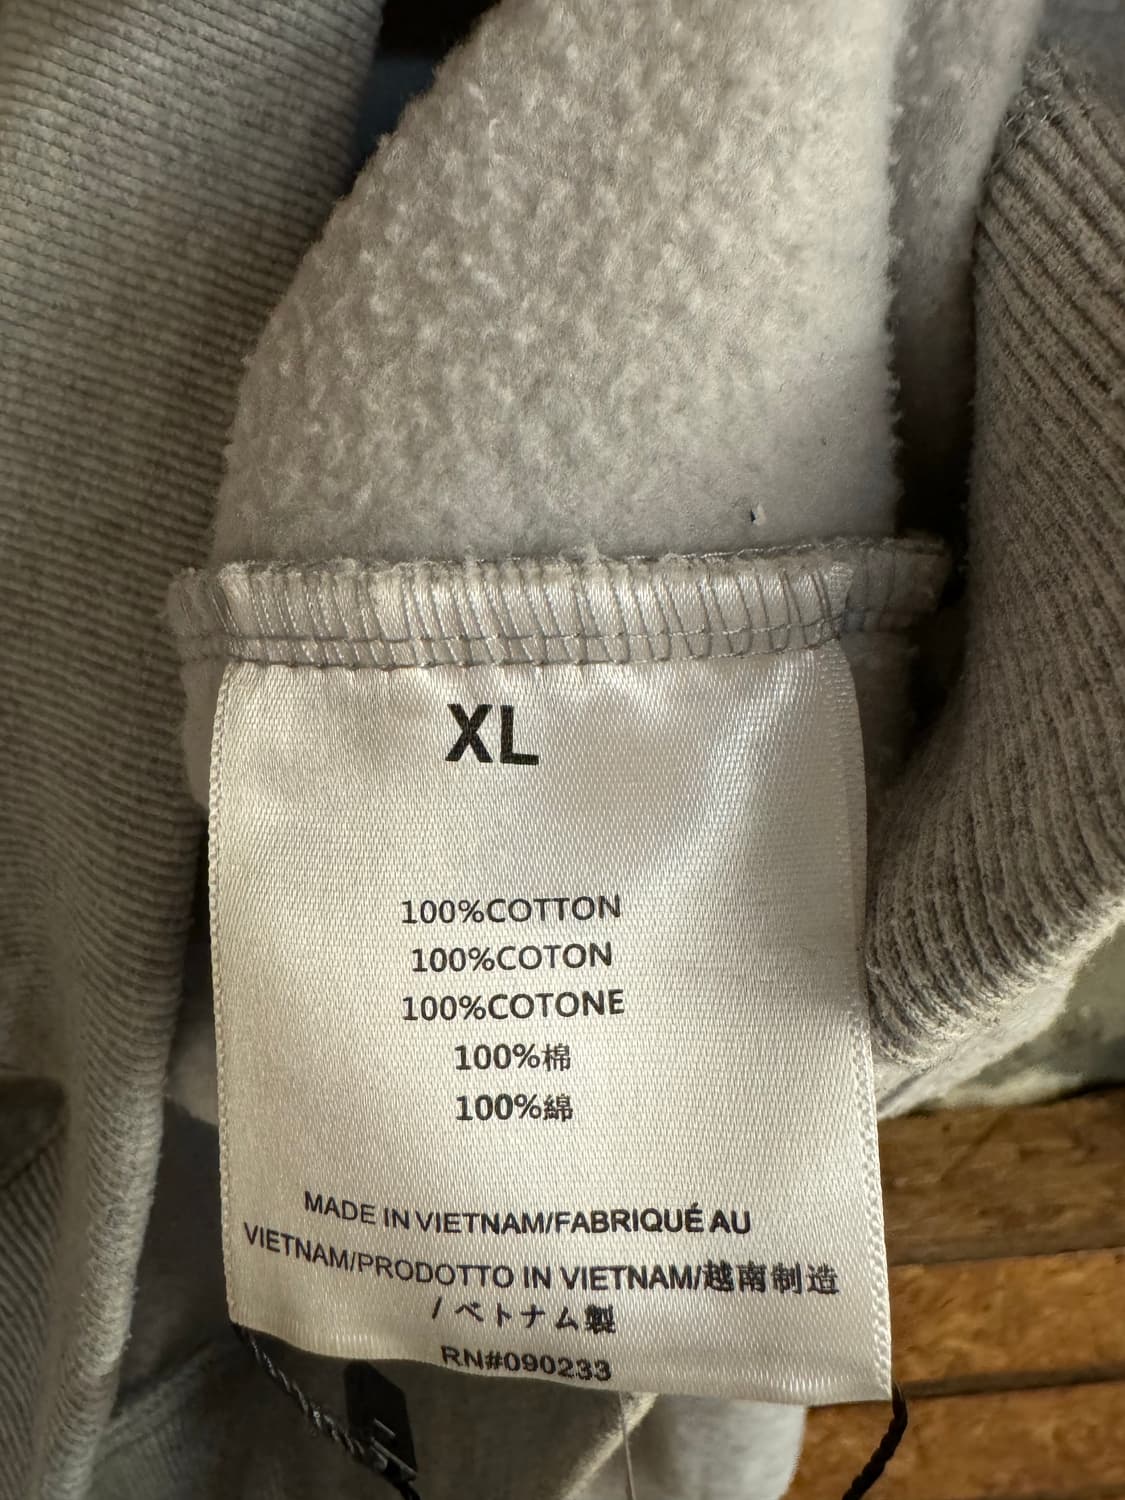 XL
100%COTTON
100%COTON
100%COTONE
100%棉
100%綿
MADE IN VIETNAM/FABRIQUÉ AU
VIETNAM/PRODOTTO IN VIETNAM/越南制造
/ ベトナム製
RN#090233